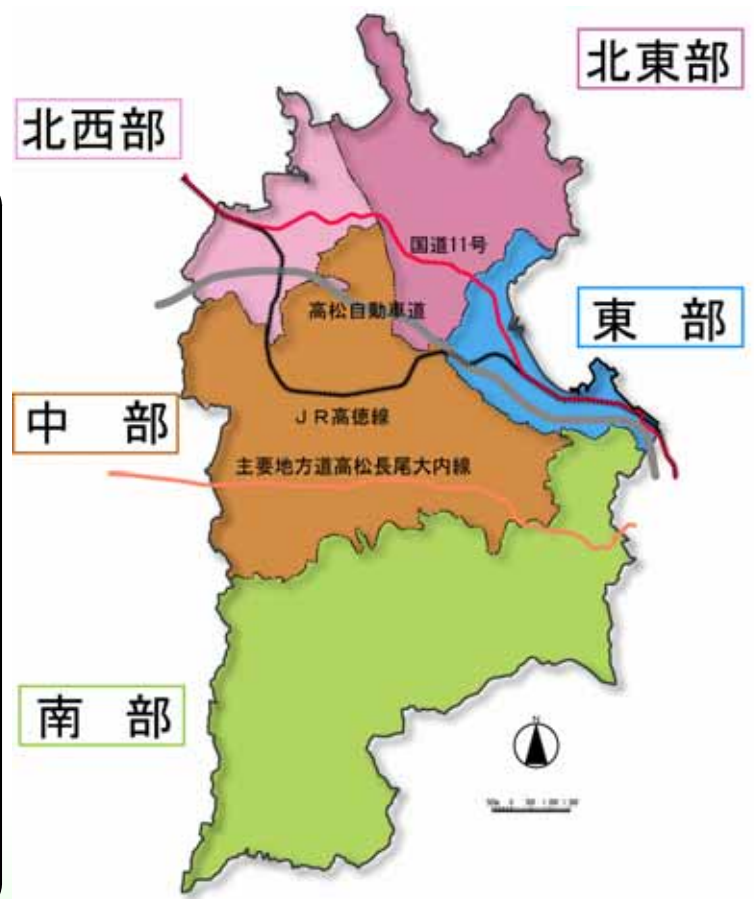 北東部
北西部
国道11号
高松自動車道
東 部
中 部
JR高徳線
主要地方道高松長尾大内線
南 部
N